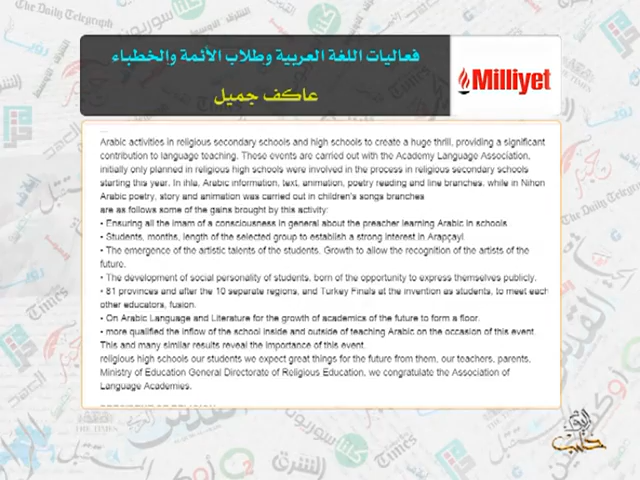 فعاليات اللغة العربية وطلاب الأئمة والخطباء
عاكف جميل
Milliyet
Arabic activities in religious secondary schools and high schools to create a huge thrill, providing a significant
contribution to language teaching. These events are carried out with the Academy Language Association,
initially only planned in religious high schools were involved in the process in religious secondary schools
starting this year. In ihla, Arabic information, text, animation, poetry reading and line branches, while in Nihon
Arabic poetry, story and animation was carried out in children's songs branches
are as follows some of the gains brought by this activity:
• Ensuring all the imam of a consciousness in general about the preacher learning Arabic in schools
• Students, months, length of the selected group to establish a strong interest in Arapçayl.
• The emergence of the artistic talents of the students. Growth to allow the recognition of the artists of the
future.
• The development of social personality of students, born of the opportunity to express themselves publicly.
• 81 provinces and after the 10 separate regions, and Turkey Finals at the invention as students, to meet each
other educators, fusion.
• On Arabic Language and Literature for the growth of academics of the future to form a floor.
• more qualified the inflow of the school inside and outside of teaching Arabic on the occasion of this event.
This and many similar results reveal the importance of this event.
religious high schools our students we expect great things for the future from them, our teachers, parents,
Ministry of Education General Directorate of Religious Education, we congratulate the Association of
Language Academies.